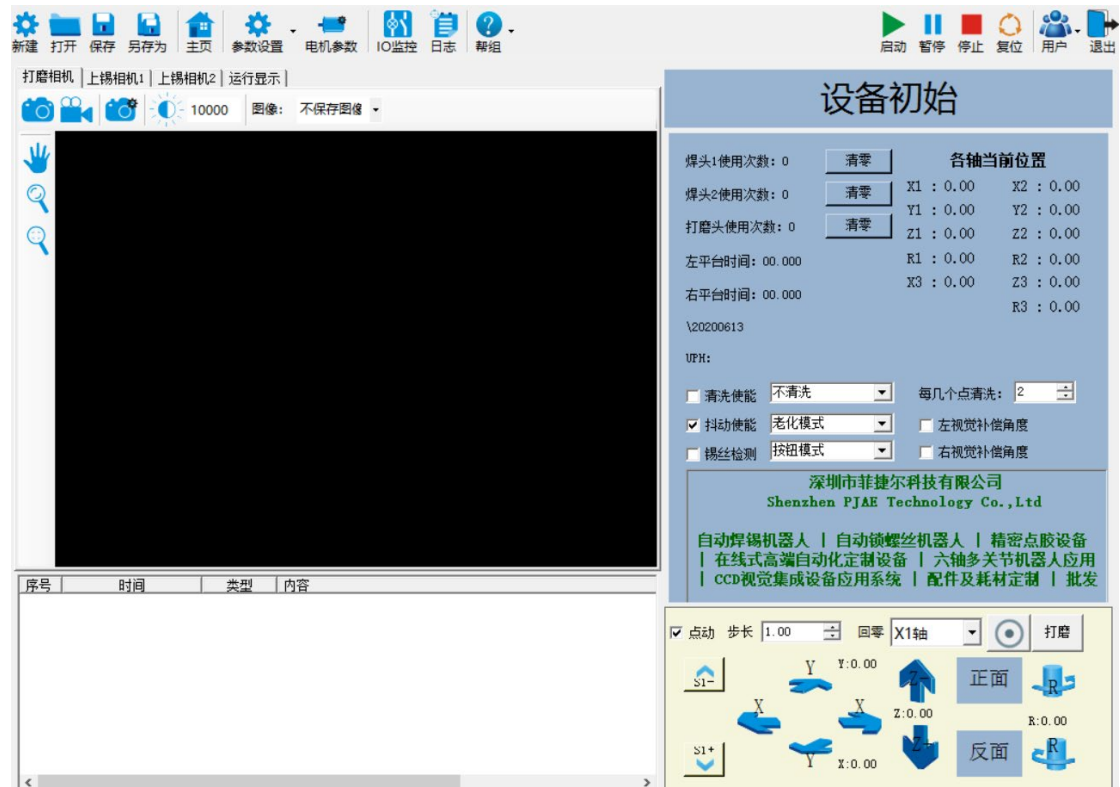 新建 打开 保存 另存为 主页 参数设置 电机参数 IO监控 日志 帮组 启动 暂停 停止 复位 用户 退出
打磨相机 上锡相机1 上锡相机2 运行显示
10000 图像: 不保存图像
设备初始
焊头1使用次数: 0 清零
焊头2使用次数: 0 清零
打磨头使用次数: 0 清零
左平台时间: 00.000
右平台时间: 00.000
\20200613
UPH:
各轴当前位置
X1 : 0.00 X2 : 0.00
Y1 : 0.00 Y2 : 0.00
Z1 : 0.00 Z2 : 0.00
R1 : 0.00 R2 : 0.00
X3 : 0.00 Z3 : 0.00
R3 : 0.00
清洗使能 不清洗 每几个点清洗: 2
抖动使能 老化模式 左视觉补偿角度
锡丝检测 按钮模式 右视觉补偿角度
深圳市菲捷尔科技有限公司
Shenzhen PJAE Technology Co.,Ltd
自动焊锡机器人 | 自动锁螺丝机器人 | 精密点胶设备
| 在线式高端自动化定制设备 | 六轴多关节机器人应用
| CCD视觉集成设备应用系统 | 配件及耗材定制 | 批发
序号 时间 类型 内容
点动 步长 1.00 回零 X1轴 打磨
S1- Y Y:0.00 Z- 正面 R
X X Z:0.00 R:0.00
S1+ Y X:0.00 Z+ 反面 R